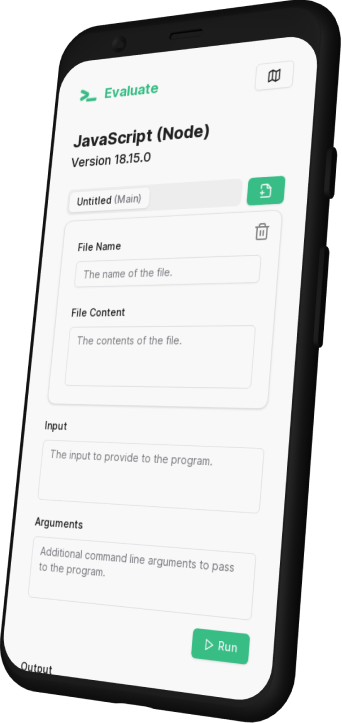 Evaluate
JavaScript (Node)
Version 18.15.0
Untitled (Main)
File Name
The name of the file.
File Content
The contents of the file.
Input
The input to provide to the program.
Arguments
Additional command line arguments to pass
to the program.
Run
Output